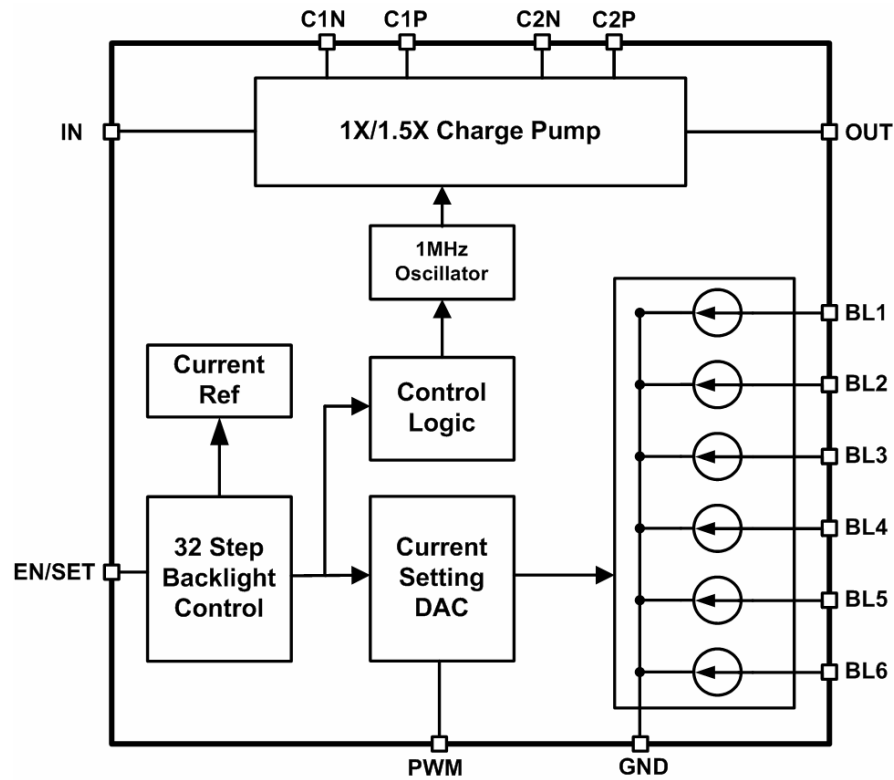 C1N C1P C2N C2P
IN
1X/1.5X Charge Pump
OUT
1MHz
Oscillator
BL1
Current
Ref
Control
Logic
BL2
BL3
BL4
EN/SET
32 Step
Backlight
Control
Current
Setting
DAC
BL5
BL6
PWM
GND